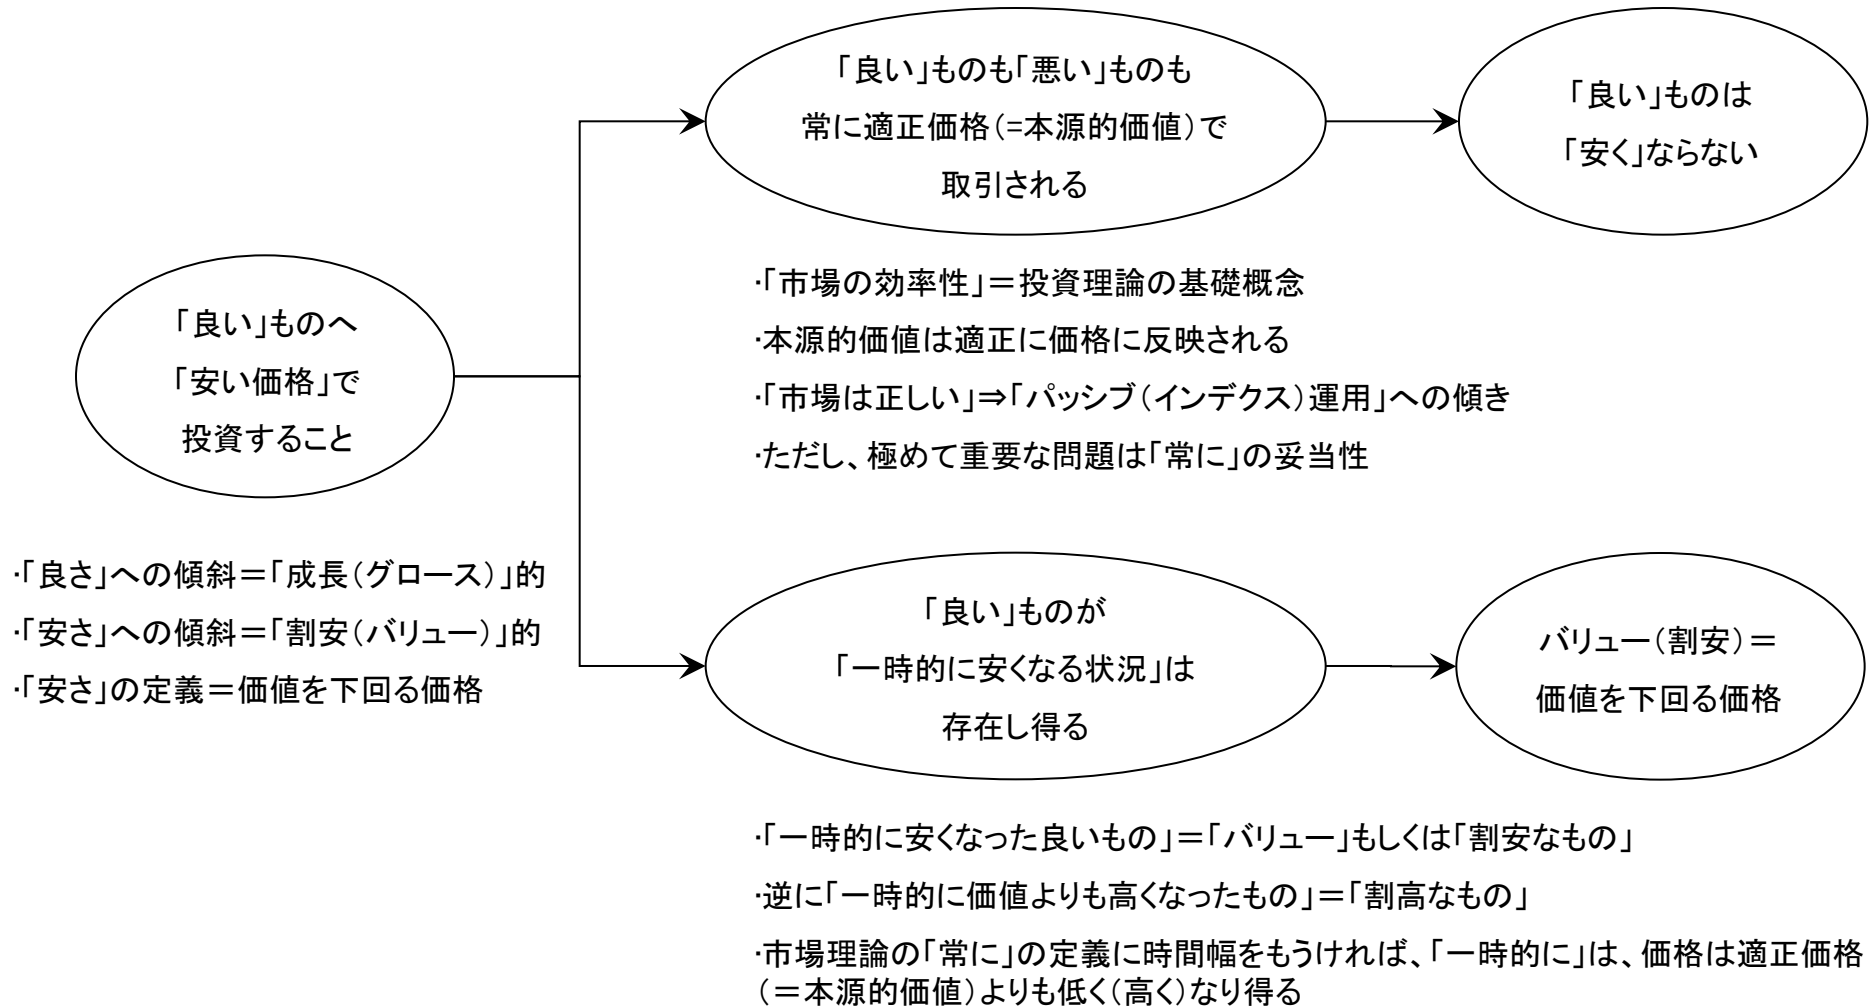 「良い」ものへ
「安い価格」で
投資すること
・「良さ」への傾斜＝「成長（グロース）」的
・「安さ」への傾斜＝「割安（バリュー）」的
・「安さ」の定義＝価値を下回る価格
「良い」ものも「悪い」ものも
常に適正価格（=本源的価値）で
取引される
「良い」ものは
「安く」ならない
・「市場の効率性」＝投資理論の基礎概念
・本源的価値は適正に価格に反映される
・「市場は正しい」⇒「パッシブ（インデクス）運用」への傾き
・ただし、極めて重要な問題は「常に」の妥当性
「良い」ものが
「一時的に安くなる状況」は
存在し得る
バリュー（割安）＝
価値を下回る価格
・「一時的に安くなった良いもの」＝「バリュー」もしくは「割安なもの」
・逆に「一時的に価値よりも高くなったもの」＝「割高なもの」
・市場理論の「常に」の定義に時間幅をもうければ、「一時的に」は、価格は適正価格
（＝本源的価値）よりも低く（高く）なり得る